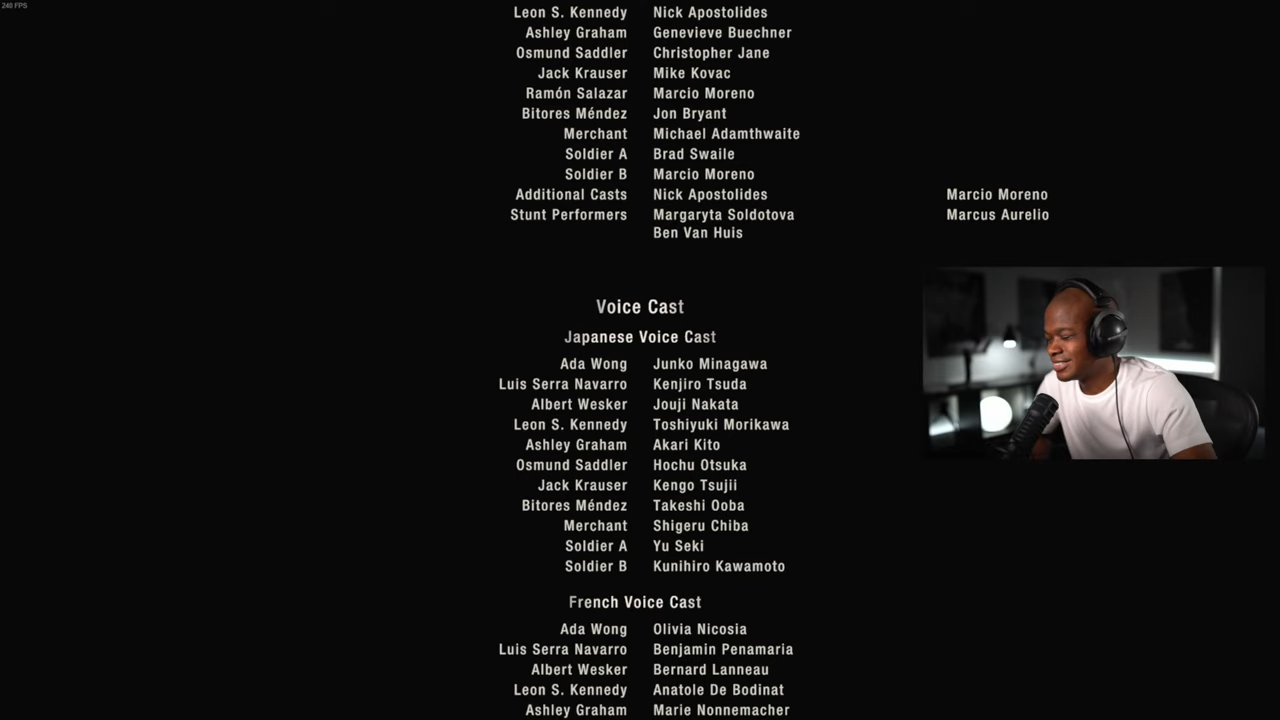 240 FPS
Leon S. Kennedy Nick Apostolides
Ashley Graham Genevieve Buechner
Osmund Saddler Christopher Jane
Jack Krauser Mike Kovac
Ramón Salazar Marcio Moreno
Bitores Méndez Jon Bryant
Merchant Michael Adamthwaite
Soldier A Brad Swaile
Soldier B Marcio Moreno
Additional Casts Nick Apostolides Marcio Moreno
Stunt Performers Margaryta Soldotova Marcus Aurelio
Ben Van Huis
Voice Cast
Japanese Voice Cast
Ada Wong Junko Minagawa
Luis Serra Navarro Kenjiro Tsuda
Albert Wesker Jouji Nakata
Leon S. Kennedy Toshiyuki Morikawa
Ashley Graham Akari Kito
Osmund Saddler Hochu Otsuka
Jack Krauser Kengo Tsujii
Bitores Méndez Takeshi Ooba
Merchant Shigeru Chiba
Soldier A Yu Seki
Soldier B Kunihiro Kawamoto
French Voice Cast
Ada Wong Olivia Nicosia
Luis Serra Navarro Benjamin Penamaria
Albert Wesker Bernard Lanneau
Leon S. Kennedy Anatole De Bodinat
Ashley Graham Marie Nonnemacher